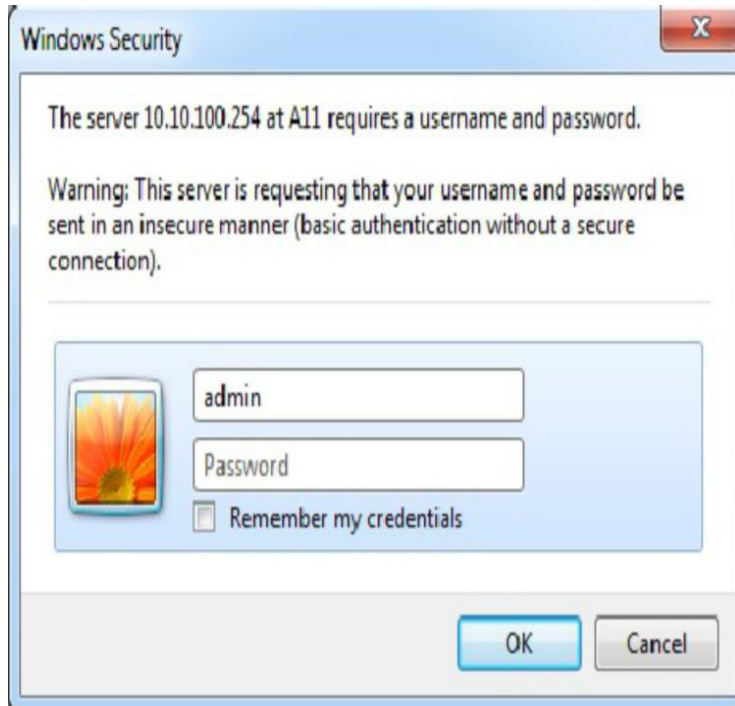 Windows Security
The server 10.10.100.254 at A11 requires a username and password.
Warning: This server is requesting that your username and password be
sent in an insecure manner (basic authentication without a secure
connection).
admin
Password
Remember my credentials
OK
Cancel